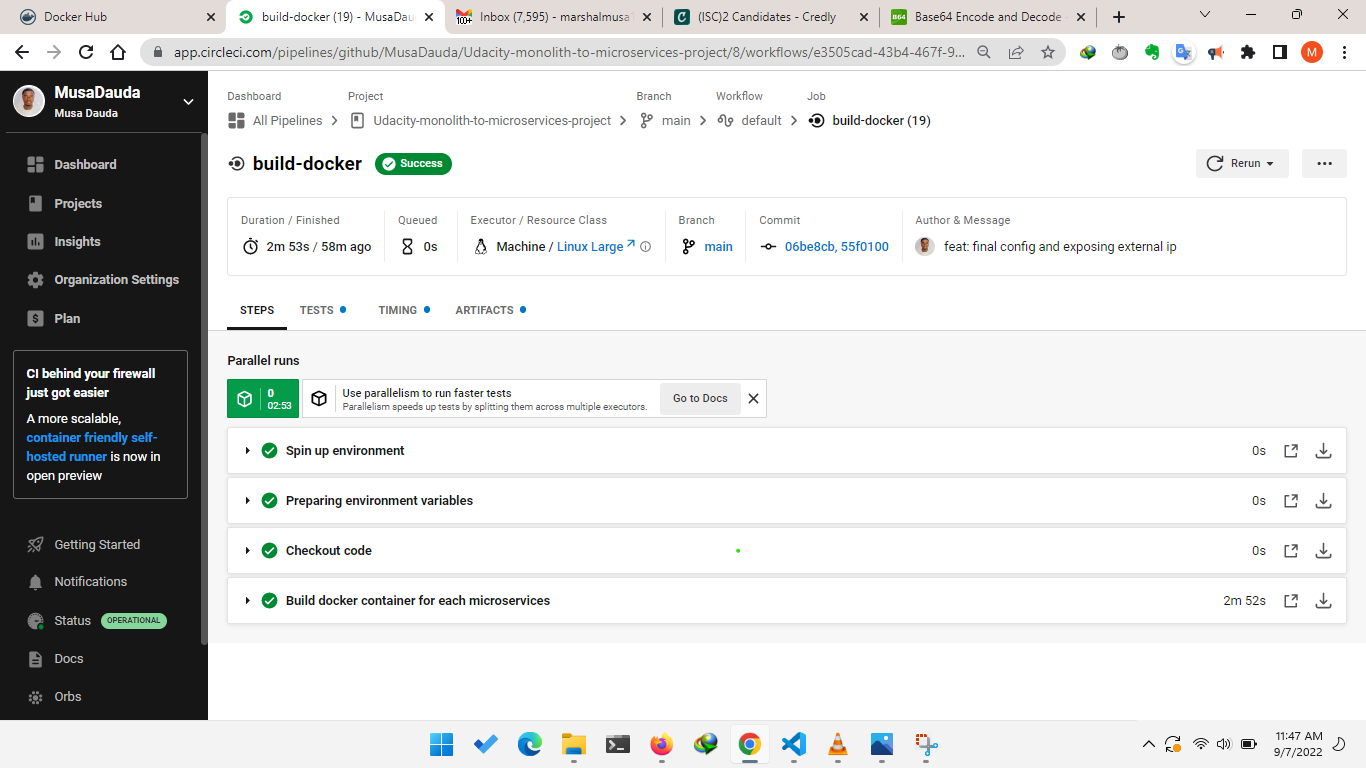 Docker Hub
build-docker (19) - MusaDau
100+
Inbox (7,595) - marshalmusa
(ISC)2 Candidates - Credly
B64
Base64 Encode and Decode -
app.circleci.com/pipelines/github/MusaDauda/Udacity-monolith-to-microservices-project/8/workflows/e3505cad-43b4-467f-9...
M
MusaDauda
Musa Dauda
Dashboard
Projects
Insights
Organization Settings
Plan
CI behind your firewall
just got easier
A more scalable,
container friendly self-
hosted runner is now in
open preview
Getting Started
Notifications
Status OPERATIONAL
Docs
Orbs
Dashboard Project Branch Workflow Job
All Pipelines Udacity-monolith-to-microservices-project main default build-docker (19)
build-docker Success Rerun
Duration / Finished Queued Executor / Resource Class Branch Commit Author & Message
2m 53s / 58m ago 0s Machine / Linux Large main 06be8cb, 55f0100 feat: final config and exposing external ip
STEPS TESTS TIMING ARTIFACTS
Parallel runs
0
02:53
Use parallelism to run faster tests
Parallelism speeds up tests by splitting them across multiple executors.
Go to Docs
Spin up environment 0s
Preparing environment variables 0s
Checkout code 0s
Build docker container for each microservices 2m 52s
11:47 AM
9/7/2022